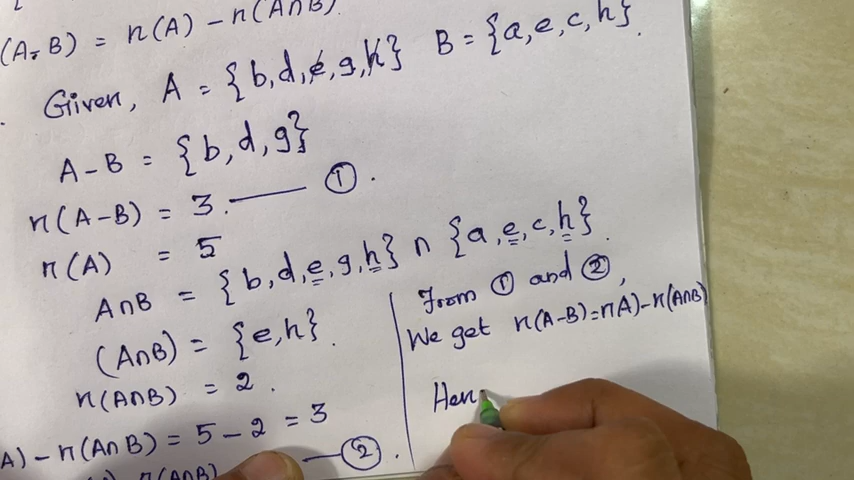 (A-B) = n(A) - n(A∩B)
Given, A = {b,d,e,g,h} B = {a,e,c,h}
A-B = {b,d,g}
n(A-B) = 3. —— ①.
n(A) = 5
A∩B = {b,d,e,g,h} ∩ {a,e,c,h}.
(A∩B) = {e,h}.
n(A∩B) = 2.
A) - n(A∩B) = 5-2 = 3
n(A∩B) —— ②.
From ① and ②,
We get n(A-B)=n(A)-n(A∩B)
Hen